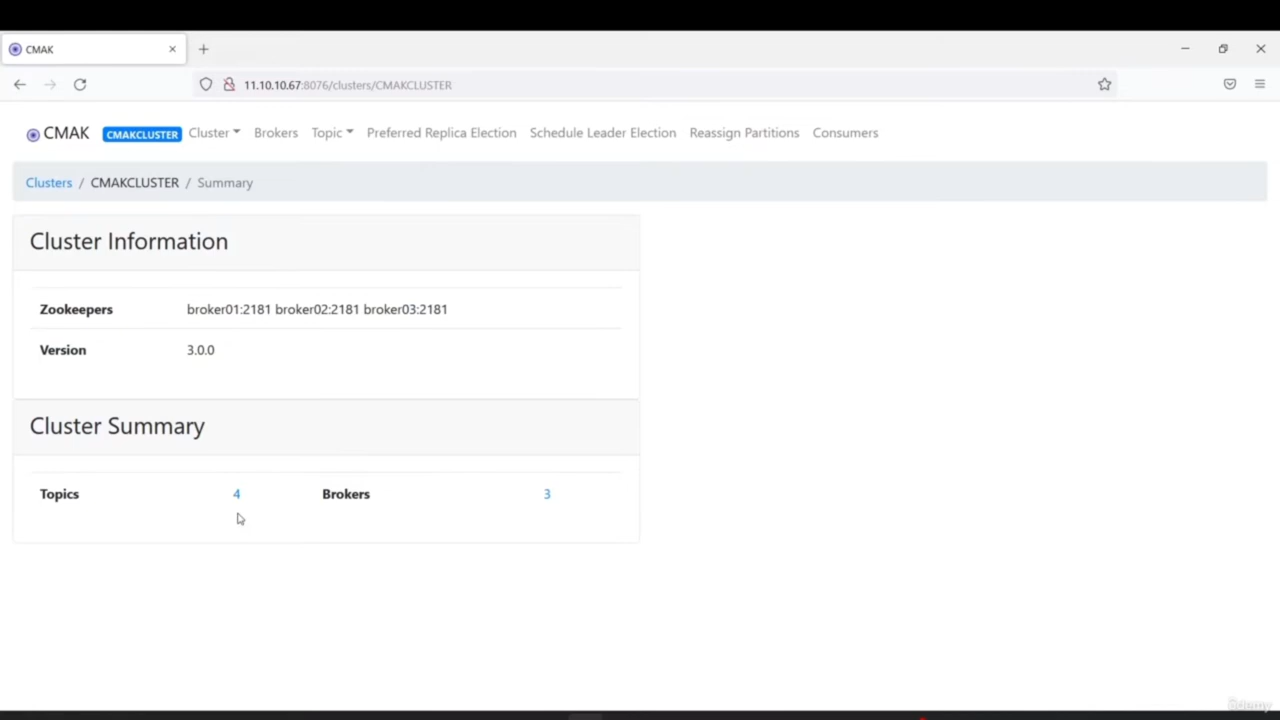 CMAK
11.10.10.67:8076/clusters/CMAKCLUSTER
CMAK CMAKCLUSTER Cluster Brokers Topic Preferred Replica Election Schedule Leader Election Reassign Partitions Consumers
Clusters / CMAKCLUSTER / Summary
Cluster Information
Zookeepers broker01:2181 broker02:2181 broker03:2181
Version 3.0.0
Cluster Summary
Topics 4 Brokers 3
ûdemy